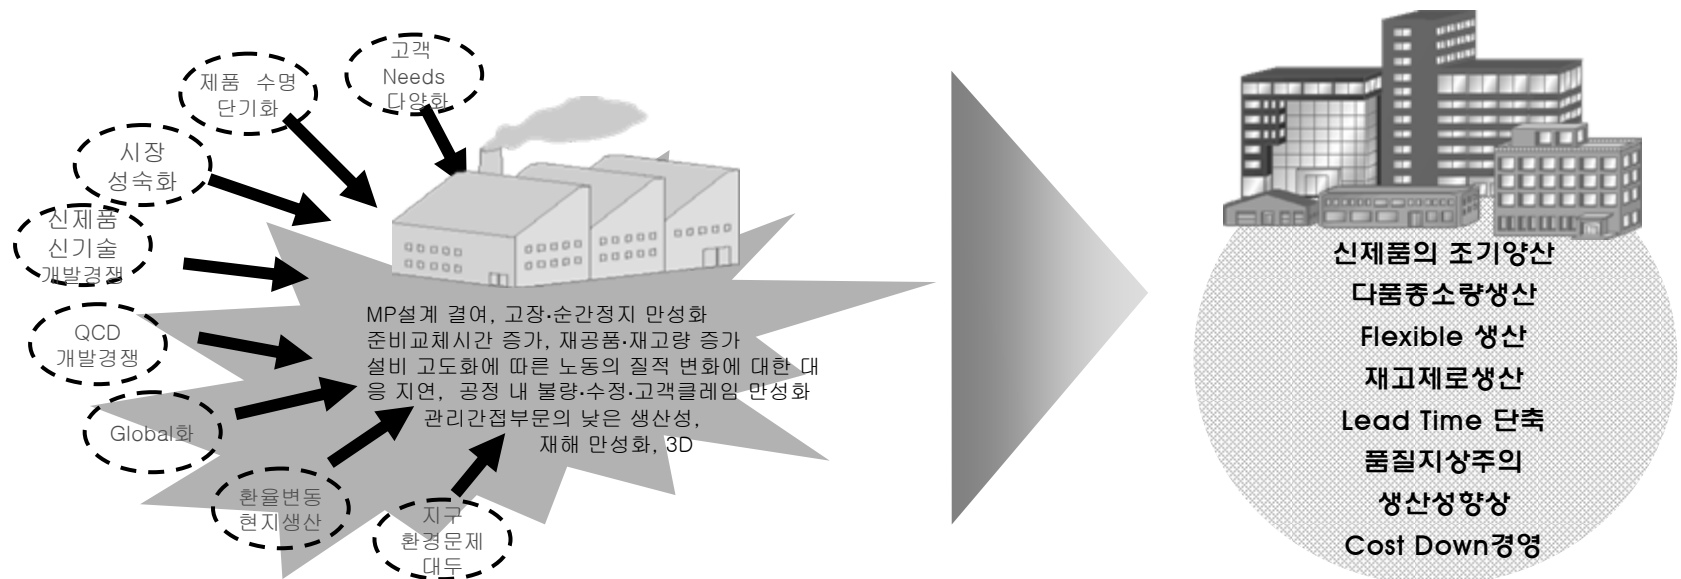 고객
Needs
다양화
제품 수명
단기화
시장
성숙화
신제품
신기술
개발경쟁
QCD
개발경쟁
Global화
환율변동
현지생산
지구
환경문제
대두
MP설계 결여, 고장·순간정지 만성화
준비교체시간 증가, 재공품·재고량 증가
설비 고도화에 따른 노동의 질적 변화에 대한 대
응 지연, 공정 내 불량·수정·고객클레임 만성화
관리간접부문의 낮은 생산성,
재해 만성화, 3D
신제품의 조기양산
다품종소량생산
Flexible 생산
재고제로생산
Lead Time 단축
품질지상주의
생산성향상
Cost Down경영